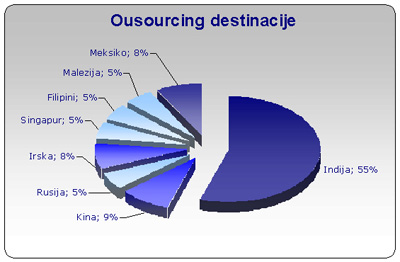 Ousourcing destinacije
Meksiko; 8%
Malezija; 5%
Filipini; 5%
Singapur; 5%
Irska; 8%
Rusija; 5%
Kina; 9%
Indija; 55%